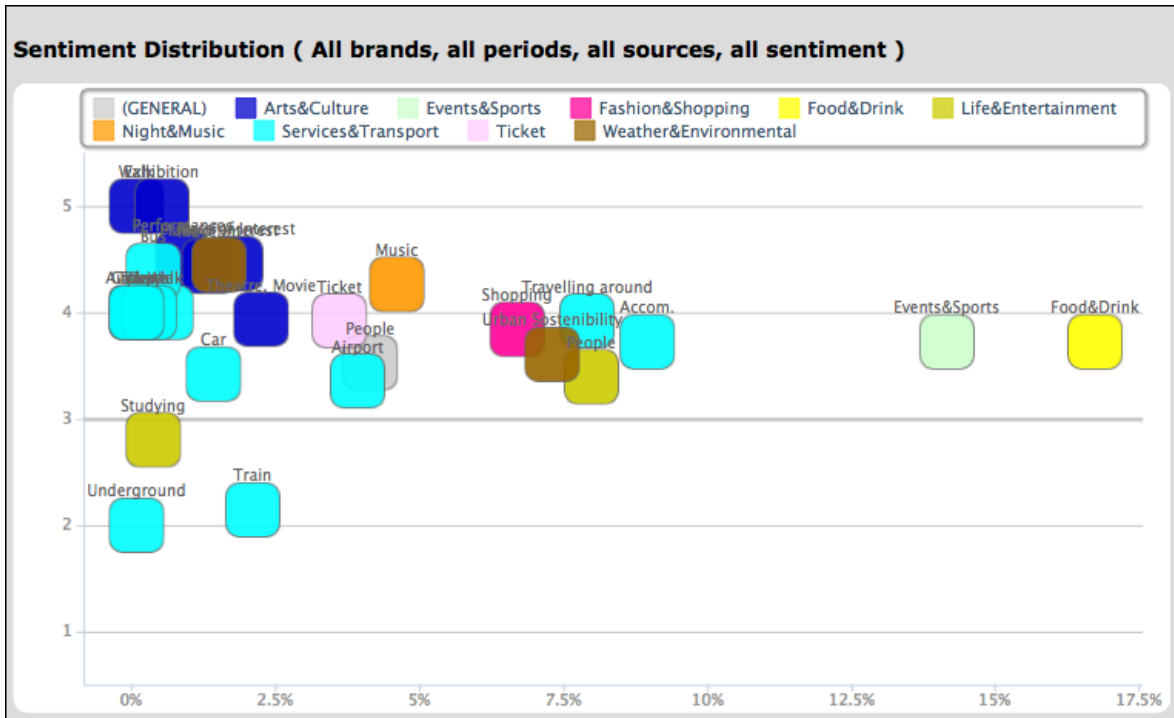 Sentiment Distribution ( All brands, all periods, all sources, all sentiment )
(GENERAL) Arts&Culture Events&Sports Fashion&Shopping Food&Drink Life&Entertainment
Night&Music Services&Transport Ticket Weather&Environmental
Walk Exhibition
5
Bus
Music
Theatre, Movie
Ticket
Shopping
Travelling around
Accom.
Events&Sports
Food&Drink
4
People
Urban Sostenibility
Car
Airport
People
3
Studying
Train
Underground
2
1
0% 2.5% 5% 7.5% 10% 12.5% 15% 17.5%